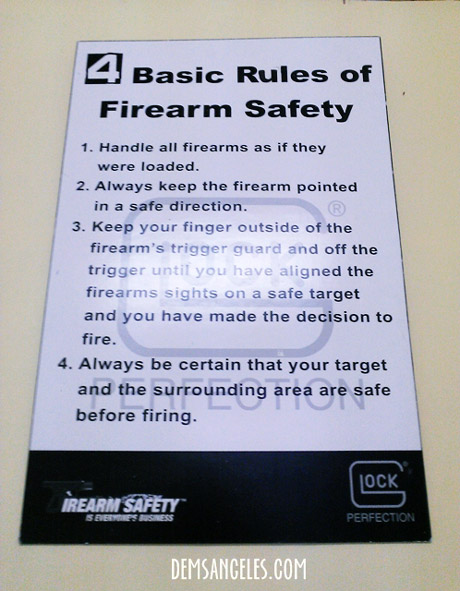 4 Basic Rules of
Firearm Safety
1. Handle all firearms as if they
were loaded.
2. Always keep the firearm pointed
in a safe direction.
3. Keep your finger outside of the
firearm's trigger guard and off the
trigger until you have aligned the
firearms sights on a safe target
and you have made the decision to
fire.
4. Always be certain that your target
and the surrounding area are safe
before firing.
GLOCK ®
PERFECTION
FIREARM SAFETY™
IS EVERYONE'S BUSINESS
GLOCK®
PERFECTION
DEMSANGELES.COM